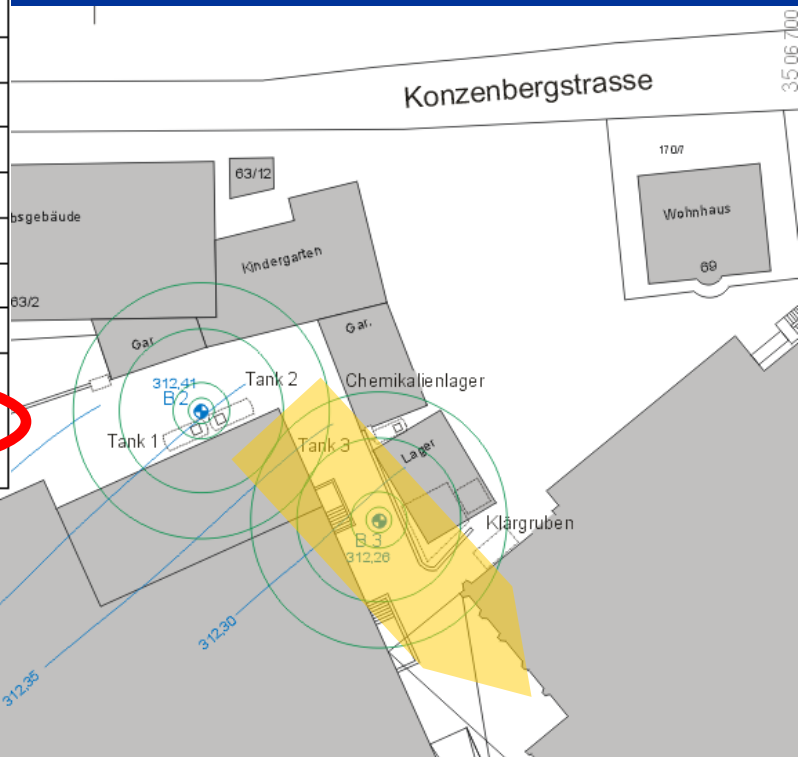 35 06 700
Konzenbergstrasse
170/7
63/12
bsgebäude
Wohnhaus
Kindergarten
69
63/2
Gar.
Gar.
312,41
B 2
Tank 2
Chemikalienlager
Tank 1
Tank 3
Lager
Klärgruben
B 3
312,26
312,30
312,35